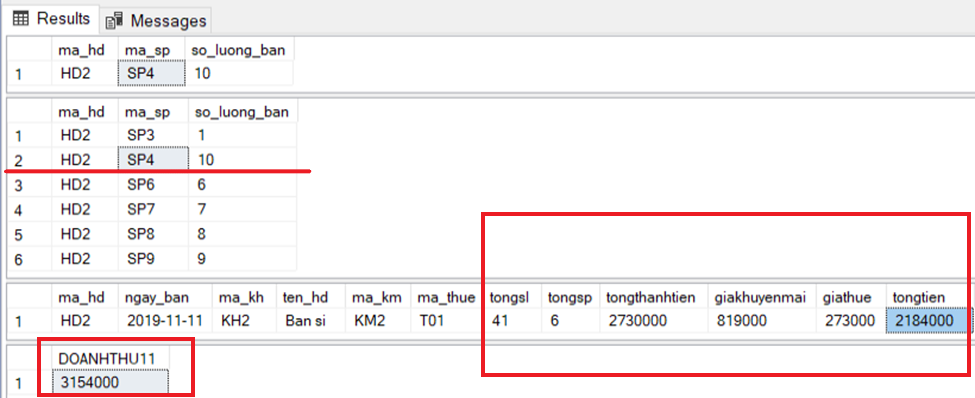 Results Messages
ma_hd ma_sp so_luong_ban
1 HD2 SP4 10
ma_hd ma_sp so_luong_ban
1 HD2 SP3 1
2 HD2 SP4 10
3 HD2 SP6 6
4 HD2 SP7 7
5 HD2 SP8 8
6 HD2 SP9 9
ma_hd ngay_ban ma_kh ten_hd ma_km ma_thue tongsl tongsp tongthanhtien giakhuyenmai giathue tongtien
1 HD2 2019-11-11 KH2 Ban si KM2 T01 41 6 2730000 819000 273000 2184000
DOANHTHU11
1 3154000